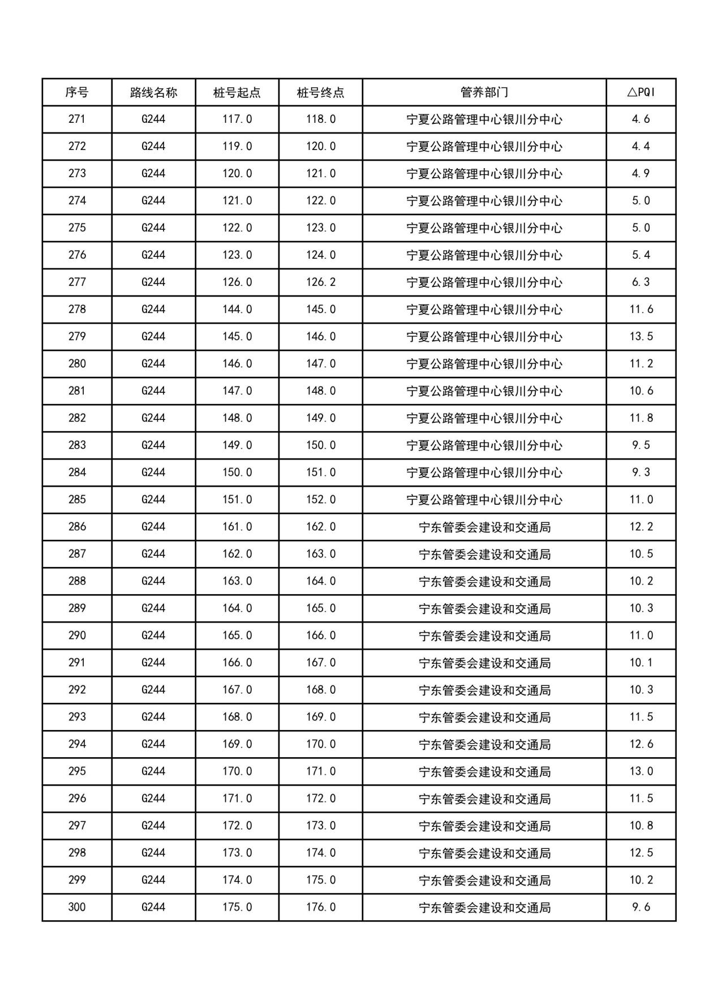 序号 路线名称 桩号起点 桩号终点 管养部门 △PQI
271 G244 117.0 118.0 宁夏公路管理中心银川分中心 4.6
272 G244 119.0 120.0 宁夏公路管理中心银川分中心 4.4
273 G244 120.0 121.0 宁夏公路管理中心银川分中心 4.9
274 G244 121.0 122.0 宁夏公路管理中心银川分中心 5.0
275 G244 122.0 123.0 宁夏公路管理中心银川分中心 5.0
276 G244 123.0 124.0 宁夏公路管理中心银川分中心 5.4
277 G244 126.0 126.2 宁夏公路管理中心银川分中心 6.3
278 G244 144.0 145.0 宁夏公路管理中心银川分中心 11.6
279 G244 145.0 146.0 宁夏公路管理中心银川分中心 13.5
280 G244 146.0 147.0 宁夏公路管理中心银川分中心 11.2
281 G244 147.0 148.0 宁夏公路管理中心银川分中心 10.6
282 G244 148.0 149.0 宁夏公路管理中心银川分中心 11.8
283 G244 149.0 150.0 宁夏公路管理中心银川分中心 9.5
284 G244 150.0 151.0 宁夏公路管理中心银川分中心 9.3
285 G244 151.0 152.0 宁夏公路管理中心银川分中心 11.0
286 G244 161.0 162.0 宁东管委会建设和交通局 12.2
287 G244 162.0 163.0 宁东管委会建设和交通局 10.5
288 G244 163.0 164.0 宁东管委会建设和交通局 10.2
289 G244 164.0 165.0 宁东管委会建设和交通局 10.3
290 G244 165.0 166.0 宁东管委会建设和交通局 11.0
291 G244 166.0 167.0 宁东管委会建设和交通局 10.1
292 G244 167.0 168.0 宁东管委会建设和交通局 10.3
293 G244 168.0 169.0 宁东管委会建设和交通局 11.5
294 G244 169.0 170.0 宁东管委会建设和交通局 12.6
295 G244 170.0 171.0 宁东管委会建设和交通局 13.0
296 G244 171.0 172.0 宁东管委会建设和交通局 11.5
297 G244 172.0 173.0 宁东管委会建设和交通局 10.8
298 G244 173.0 174.0 宁东管委会建设和交通局 12.5
299 G244 174.0 175.0 宁东管委会建设和交通局 10.2
300 G244 175.0 176.0 宁东管委会建设和交通局 9.6